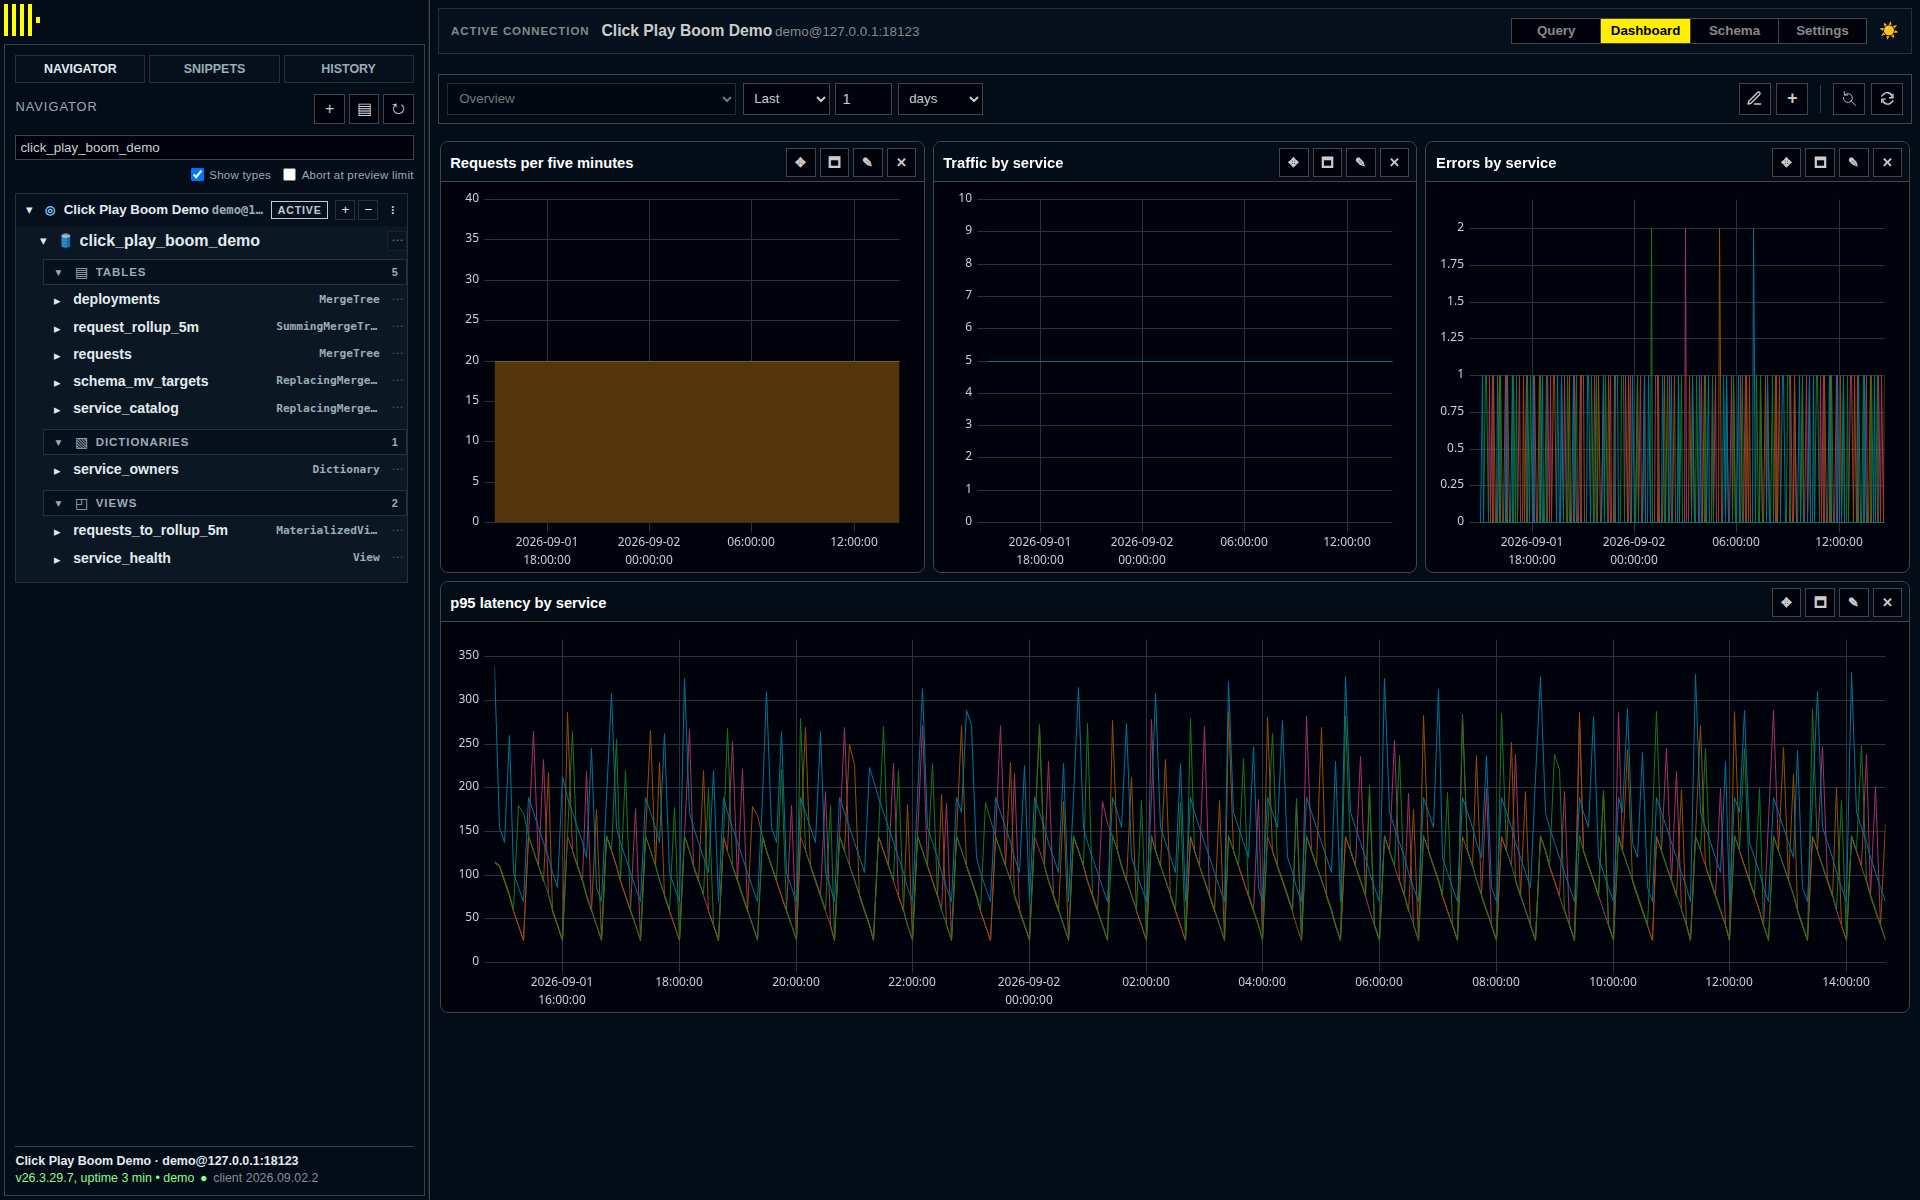 ACTIVE CONNECTION Click Play Boom Demo demo@127.0.0.1:18123
Query Dashboard Schema Settings
NAVIGATOR SNIPPETS HISTORY
NAVIGATOR
click_play_boom_demo
Show types Abort at preview limit
Click Play Boom Demo demo@1… ACTIVE + −
click_play_boom_demo ...
TABLES 5
deployments MergeTree ...
request_rollup_5m SummingMergeTr… ...
requests MergeTree ...
schema_mv_targets ReplacingMerge… ...
service_catalog ReplacingMerge… ...
DICTIONARIES 1
service_owners Dictionary ...
VIEWS 2
requests_to_rollup_5m MaterializedVi… ...
service_health View ...
Click Play Boom Demo · demo@127.0.0.1:18123
v26.3.29.7, uptime 3 min • demo ● client 2026.09.02.2
Overview Last 1 days
Requests per five minutes
40
35
30
25
20
15
10
5
0
2026-09-01 2026-09-02 06:00:00 12:00:00
18:00:00 00:00:00
Traffic by service
10
9
8
7
6
5
4
3
2
1
0
2026-09-01 2026-09-02 06:00:00 12:00:00
18:00:00 00:00:00
Errors by service
2
1.75
1.5
1.25
1
0.75
0.5
0.25
0
2026-09-01 2026-09-02 06:00:00 12:00:00
18:00:00 00:00:00
p95 latency by service
350
300
250
200
150
100
50
0
2026-09-01 18:00:00 20:00:00 22:00:00 2026-09-02 02:00:00 04:00:00 06:00:00 08:00:00 10:00:00 12:00:00 14:00:00
16:00:00 00:00:00